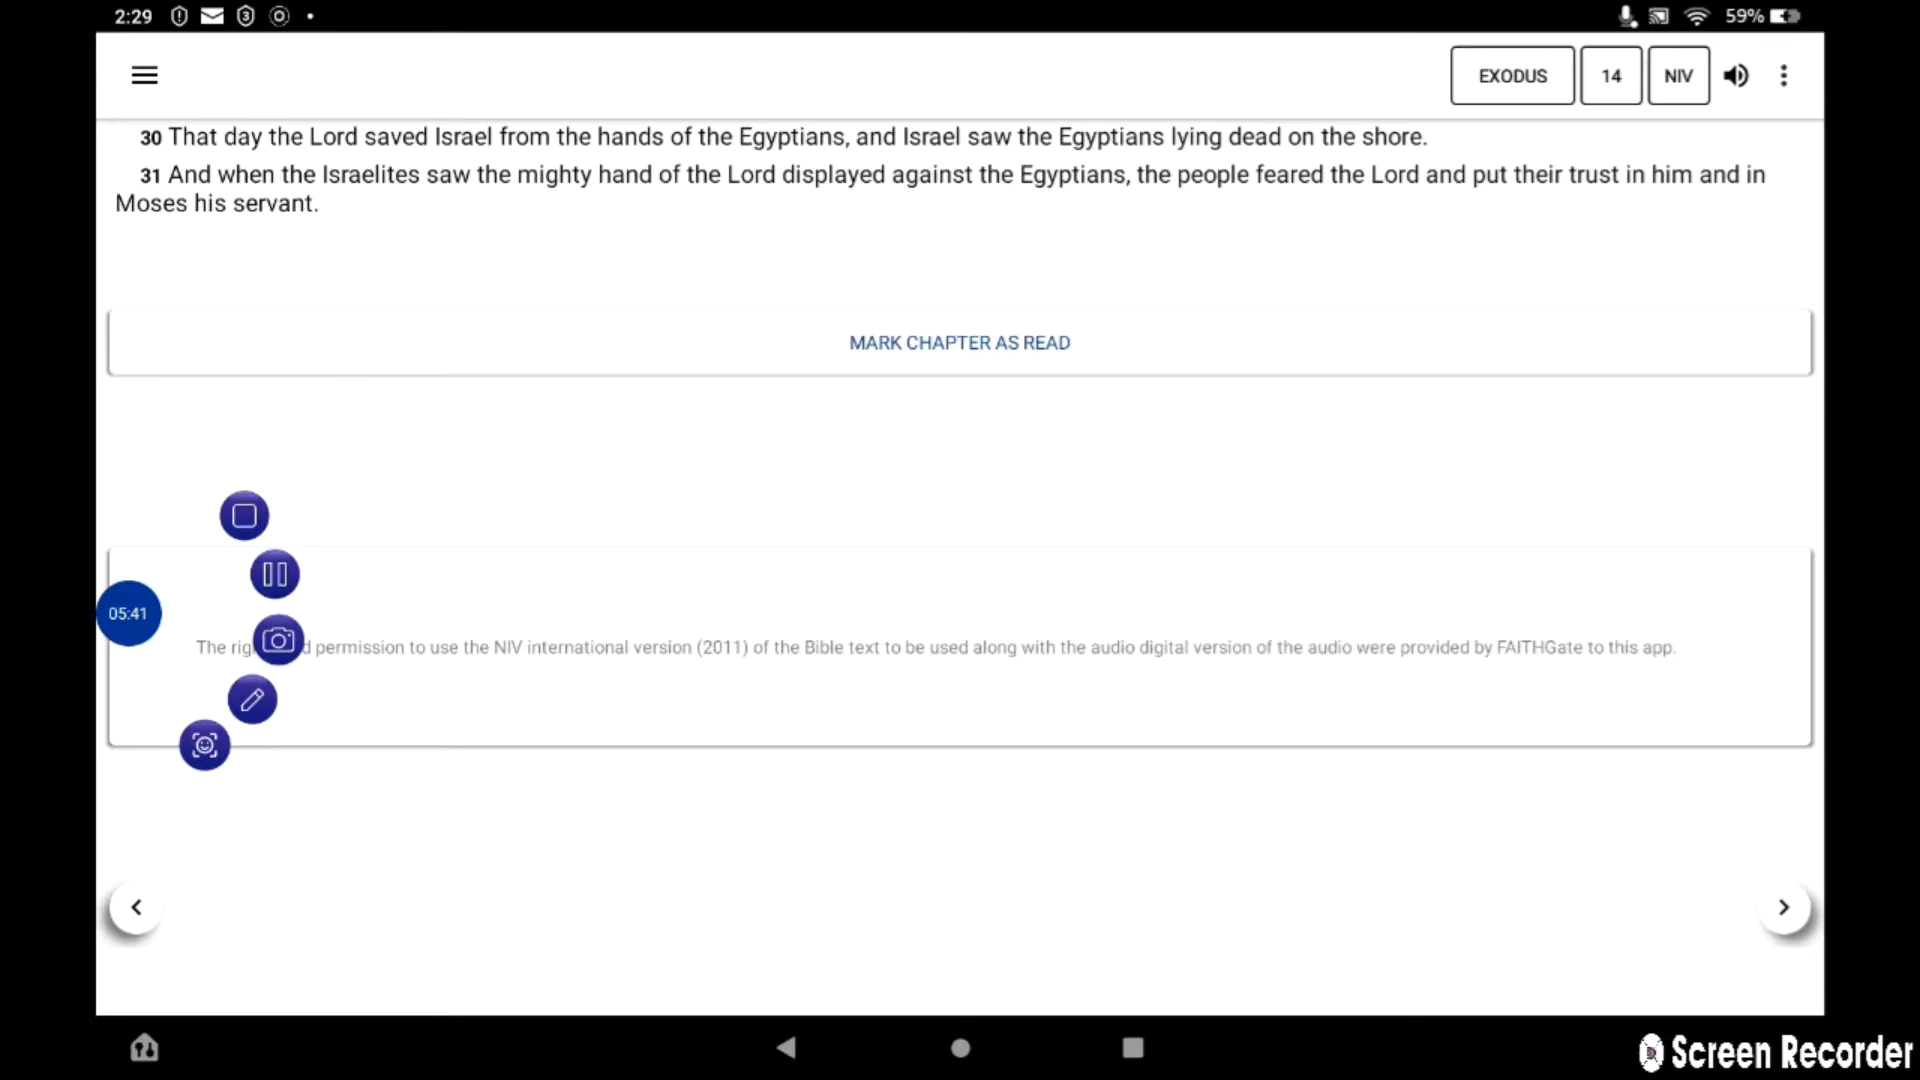 2:29
59%
EXODUS 14 NIV
30 That day the Lord saved Israel from the hands of the Egyptians, and Israel saw the Egyptians lying dead on the shore.
31 And when the Israelites saw the mighty hand of the Lord displayed against the Egyptians, the people feared the Lord and put their trust in him and in
Moses his servant.
MARK CHAPTER AS READ
05:41
The rig d permission to use the NIV international version (2011) of the Bible text to be used along with the audio digital version of the audio were provided by FAITHGate to this app.
Screen Recorder